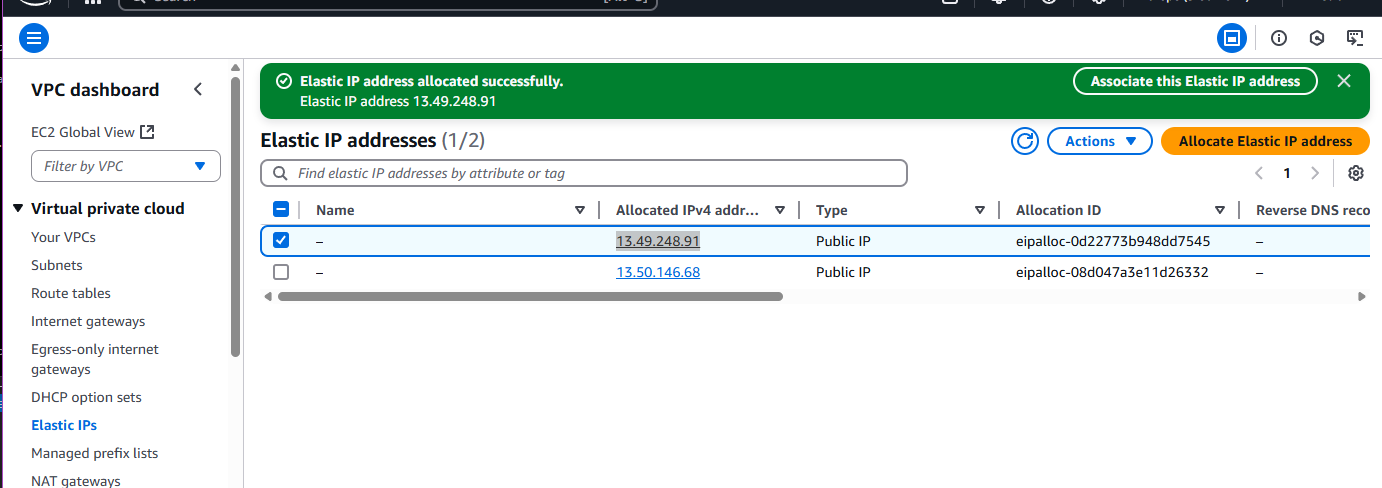 VPC dashboard
EC2 Global View
Filter by VPC
Virtual private cloud
Your VPCs
Subnets
Route tables
Internet gateways
Egress-only internet
gateways
DHCP option sets
Elastic IPs
Managed prefix lists
NAT gateways
Elastic IP address allocated successfully.
Elastic IP address 13.49.248.91
Associate this Elastic IP address
Elastic IP addresses (1/2)
Actions
Allocate Elastic IP address
Find elastic IP addresses by attribute or tag
1
Name Allocated IPv4 addr... Type Allocation ID Reverse DNS reco
– 13.49.248.91 Public IP eipalloc-0d22773b948dd7545 –
– 13.50.146.68 Public IP eipalloc-08d047a3e11d26332 –